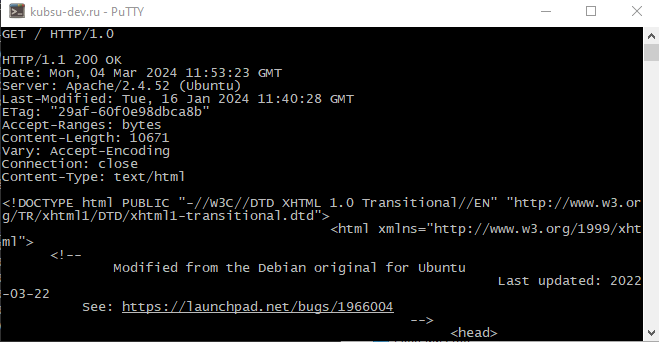 kubsu-dev.ru - PuTTY
GET / HTTP/1.0
HTTP/1.1 200 OK
Date: Mon, 04 Mar 2024 11:53:23 GMT
Server: Apache/2.4.52 (Ubuntu)
Last-Modified: Tue, 16 Jan 2024 11:40:28 GMT
ETag: "29af-60f0e98dbca8b"
Accept-Ranges: bytes
Content-Length: 10671
Vary: Accept-Encoding
Connection: close
Content-Type: text/html
<!DOCTYPE html PUBLIC "-//W3C//DTD XHTML 1.0 Transitional//EN" "http://www.w3.or
g/TR/xhtml1/DTD/xhtml1-transitional.dtd">
<html xmlns="http://www.w3.org/1999/xht
ml">
<!--
Modified from the Debian original for Ubuntu
Last updated: 2022
-03-22
See: https://launchpad.net/bugs/1966004
-->
<head>